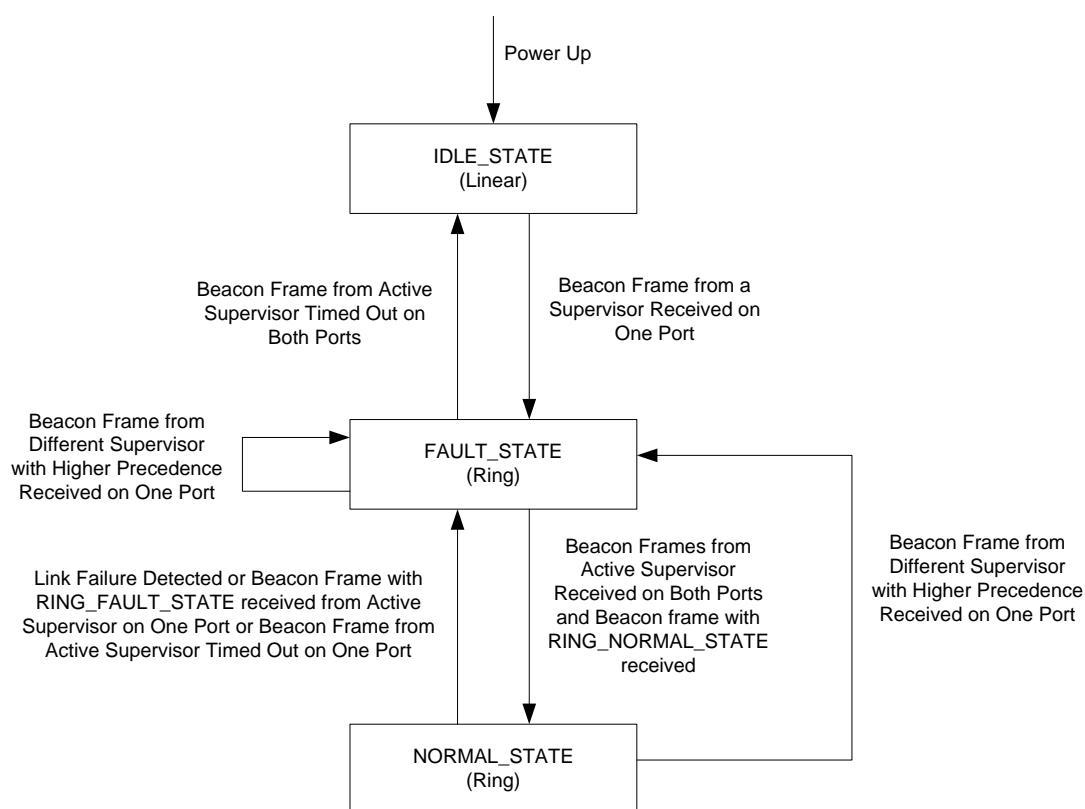 Power Up
IDLE_STATE
(Linear)
Beacon Frame from Active
Supervisor Timed Out on
Both Ports
Beacon Frame from a
Supervisor Received on
One Port
Beacon Frame from
Different Supervisor
with Higher Precedence
Received on One Port
FAULT_STATE
(Ring)
Link Failure Detected or Beacon Frame with
RING_FAULT_STATE received from Active
Supervisor on One Port or Beacon Frame from
Active Supervisor Timed Out on One Port
Beacon Frames from
Active Supervisor
Received on Both Ports
and Beacon frame with
RING_NORMAL_STATE
received
Beacon Frame from
Different Supervisor
with Higher Precedence
Received on One Port
NORMAL_STATE
(Ring)